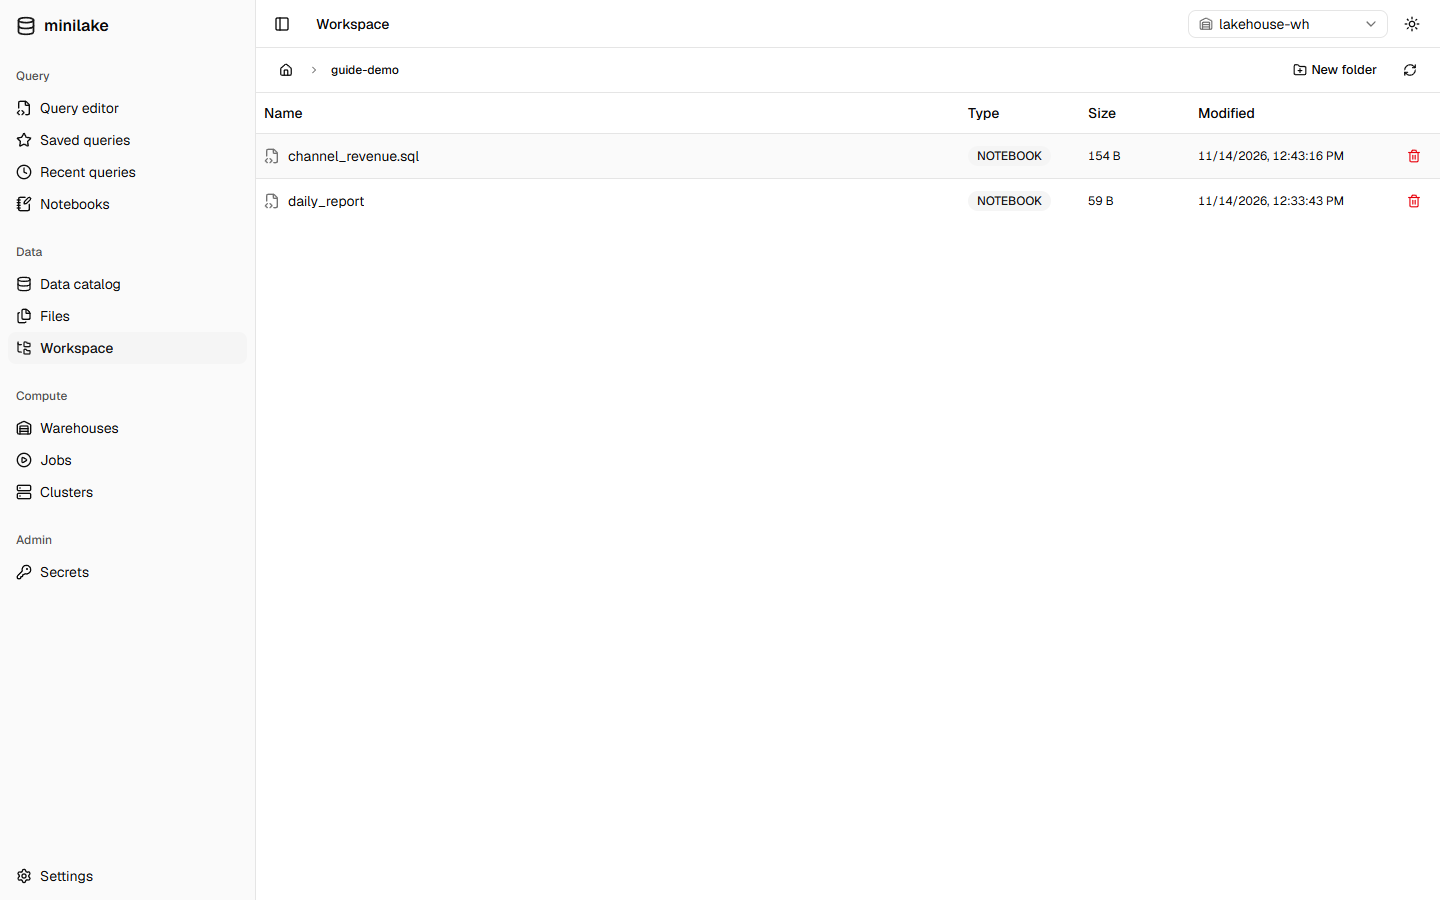 minilake
Query
Query editor
Saved queries
Recent queries
Notebooks
Data
Data catalog
Files
Workspace
Compute
Warehouses
Jobs
Clusters
Admin
Secrets
Settings
Workspace
lakehouse-wh
guide-demo
New folder
Name Type Size Modified
channel_revenue.sql NOTEBOOK 154 B 11/14/2026, 12:43:16 PM
daily_report NOTEBOOK 59 B 11/14/2026, 12:33:43 PM